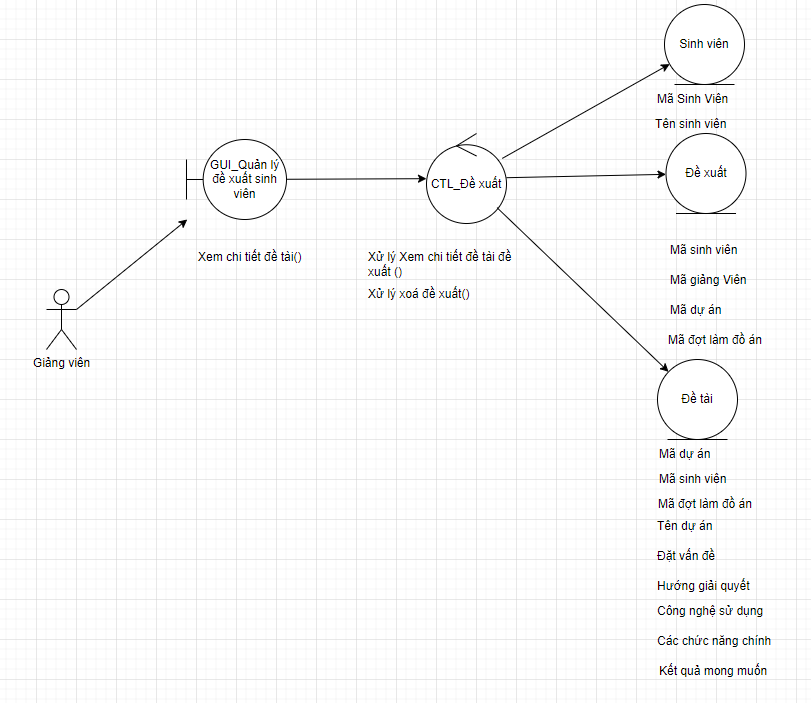 Sinh viên
Mã Sinh Viên
Tên sinh viên
GUI_Quản lý
đề xuất sinh
viên
CTL_Đề xuất
Đề xuất
Xem chi tiết đề tài()
Xử lý Xem chi tiết đề tài đề
xuất ()
Xử lý xoá đề xuất()
Mã sinh viên
Mã giảng Viên
Mã dự án
Mã đợt làm đồ án
Giảng viên
Đề tài
Mã dự án
Mã sinh viên
Mã đợt làm đồ án
Tên dự án
Đặt vấn đề
Hướng giải quyết
Công nghệ sử dụng
Các chức năng chính
Kết quả mong muốn